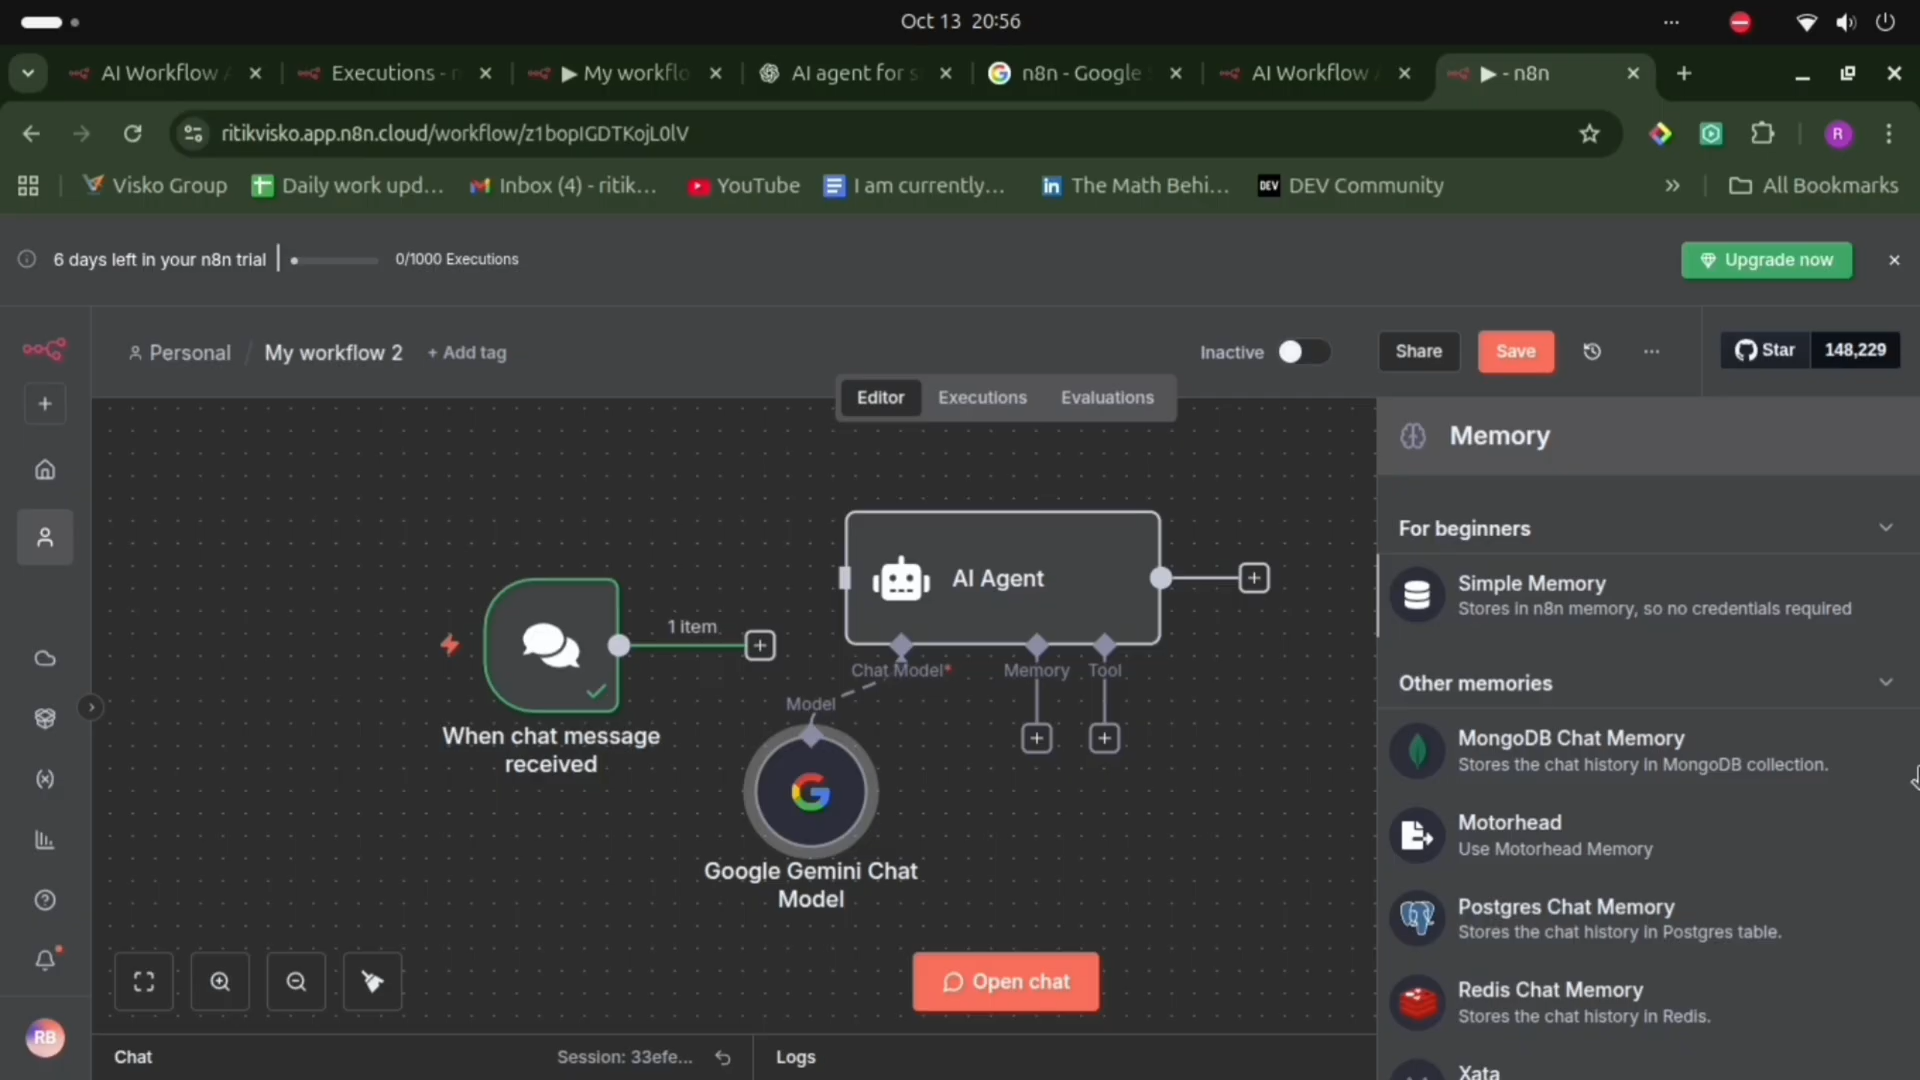 Oct 13 20:56
AI Workflow A
Executions - n
▶ My workflo
AI agent for s
n8n - Google S
AI Workflow A
▶ - n8n
ritikvisko.app.n8n.cloud/workflow/z1bopIGDTKojL0lV
R
Visko Group
Daily work upd...
Inbox (4) - ritik...
YouTube
I am currently...
The Math Behi...
DEV
DEV Community
All Bookmarks
6 days left in your n8n trial
0/1000 Executions
Upgrade now
Personal / My workflow 2
+ Add tag
Inactive
Share
Save
Star
148,229
Editor
Executions
Evaluations
Memory
For beginners
Simple Memory
Stores in n8n memory, so no credentials required
Other memories
MongoDB Chat Memory
Stores the chat history in MongoDB collection.
Motorhead
Use Motorhead Memory
Postgres Chat Memory
Stores the chat history in Postgres table.
Redis Chat Memory
Stores the chat history in Redis.
Xata
AI Agent
1 item
Chat Model*
Memory
Tool
Model
When chat message
received
Google Gemini Chat
Model
Open chat
RB
Chat
Session: 33efe...
Logs